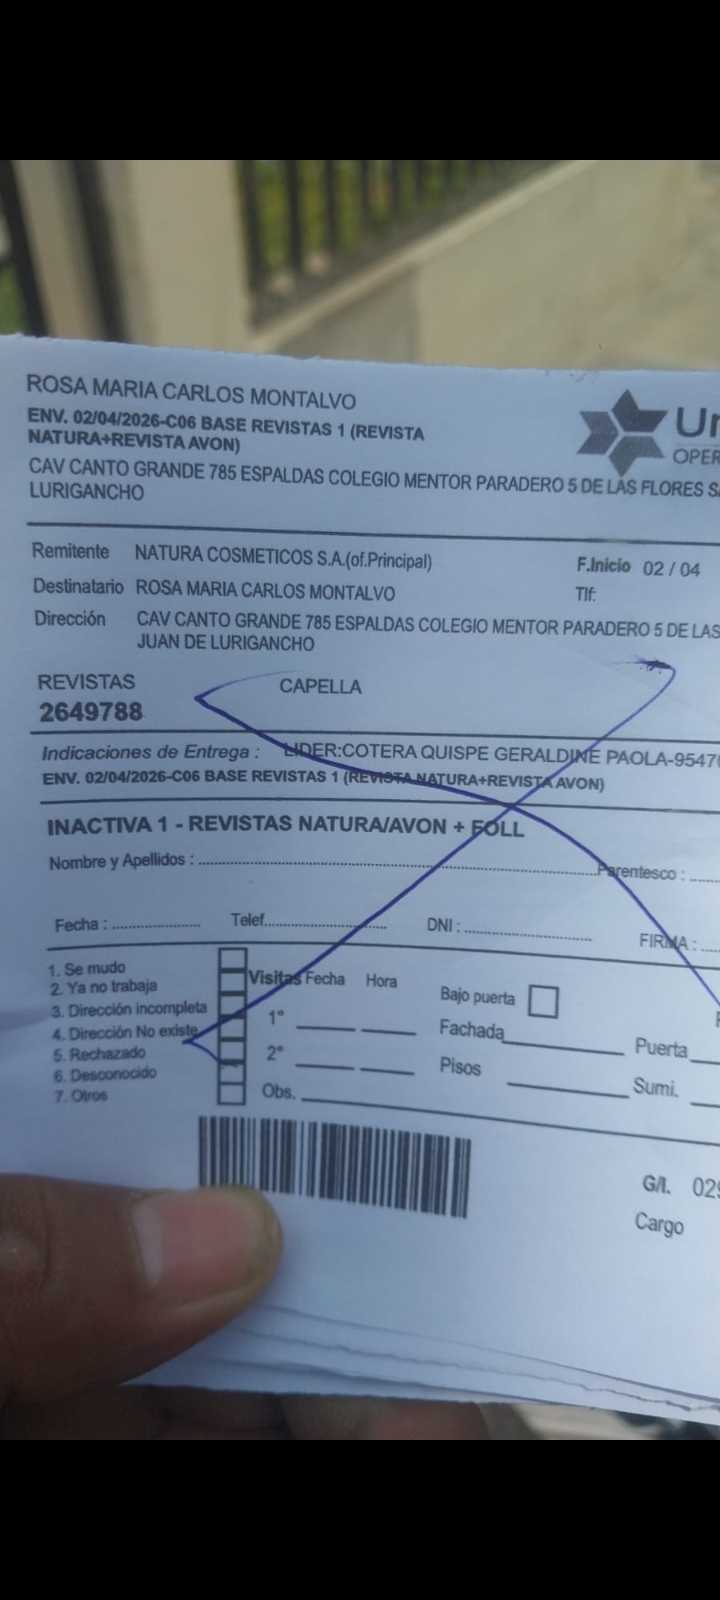 ROSA MARIA CARLOS MONTALVO
ENV. 02/04/2026-C06 BASE REVISTAS 1 (REVISTA
NATURA+REVISTA AVON)
CAV CANTO GRANDE 785 ESPALDAS COLEGIO MENTOR PARADERO 5 DE LAS FLORES
LURIGANCHO
OPER
Remitente NATURA COSMETICOS S.A.(of.Principal)
F.Inicio 02 / 04
Destinatario ROSA MARIA CARLOS MONTALVO
Tlf:
Dirección CAV CANTO GRANDE 785 ESPALDAS COLEGIO MENTOR PARADERO 5 DE LAS
JUAN DE LURIGANCHO
REVISTAS CAPELLA
2649788
Indicaciones de Entrega : LIDER:COTERA QUISPE GERALDINE PAOLA-9547
ENV. 02/04/2026-C06 BASE REVISTAS 1 (REVISTA NATURA+REVISTA AVON)
INACTIVA 1 - REVISTAS NATURA/AVON + FOLL
Nombre y Apellidos : Parentesco :
Fecha : Telef. DNI : FIRMA :
1. Se mudo
2. Ya no trabaja
3. Dirección incompleta
4. Dirección No existe
5. Rechazado
6. Desconocido
7. Otros
Visitas Fecha Hora
1°
2°
Obs.
Bajo puerta
Fachada Puerta
Pisos Sumi.
G/I. 029
Cargo